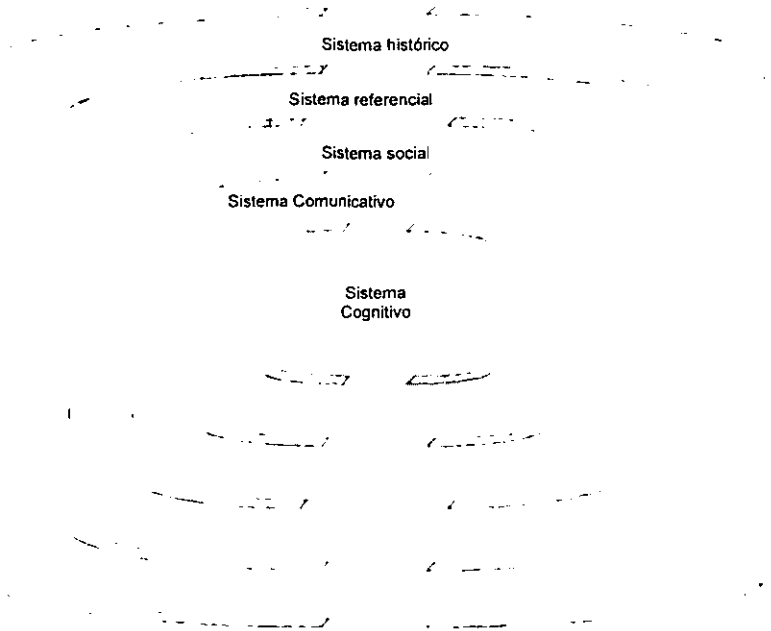 Sistema histórico
Sistema referencial
Sistema social
Sistema Comunicativo
Sistema
Cognitivo